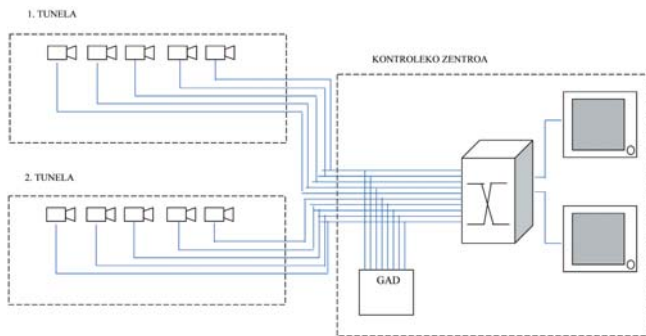 1. TUNELA
KONTROLEKO ZENTROA
2. TUNELA
GAD